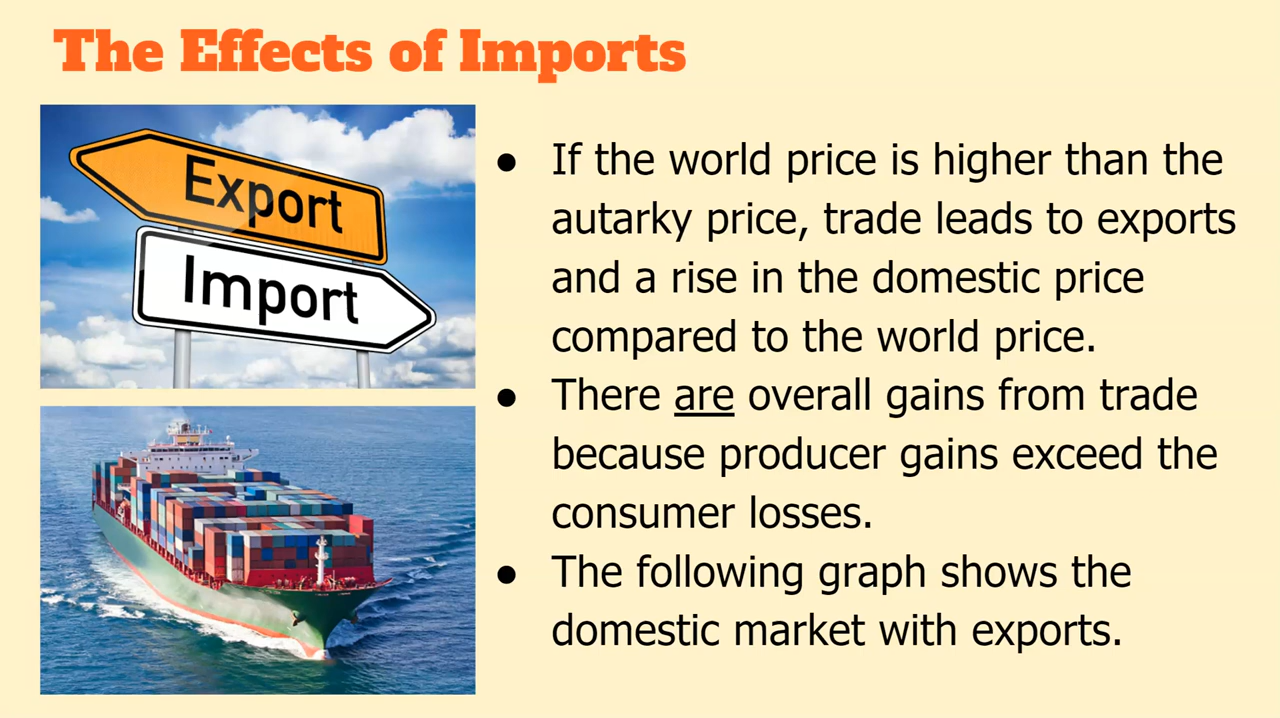 The Effects of Imports
Export
Import
● If the world price is higher than the
autarky price, trade leads to exports
and a rise in the domestic price
compared to the world price.
● There are overall gains from trade
because producer gains exceed the
consumer losses.
● The following graph shows the
domestic market with exports.